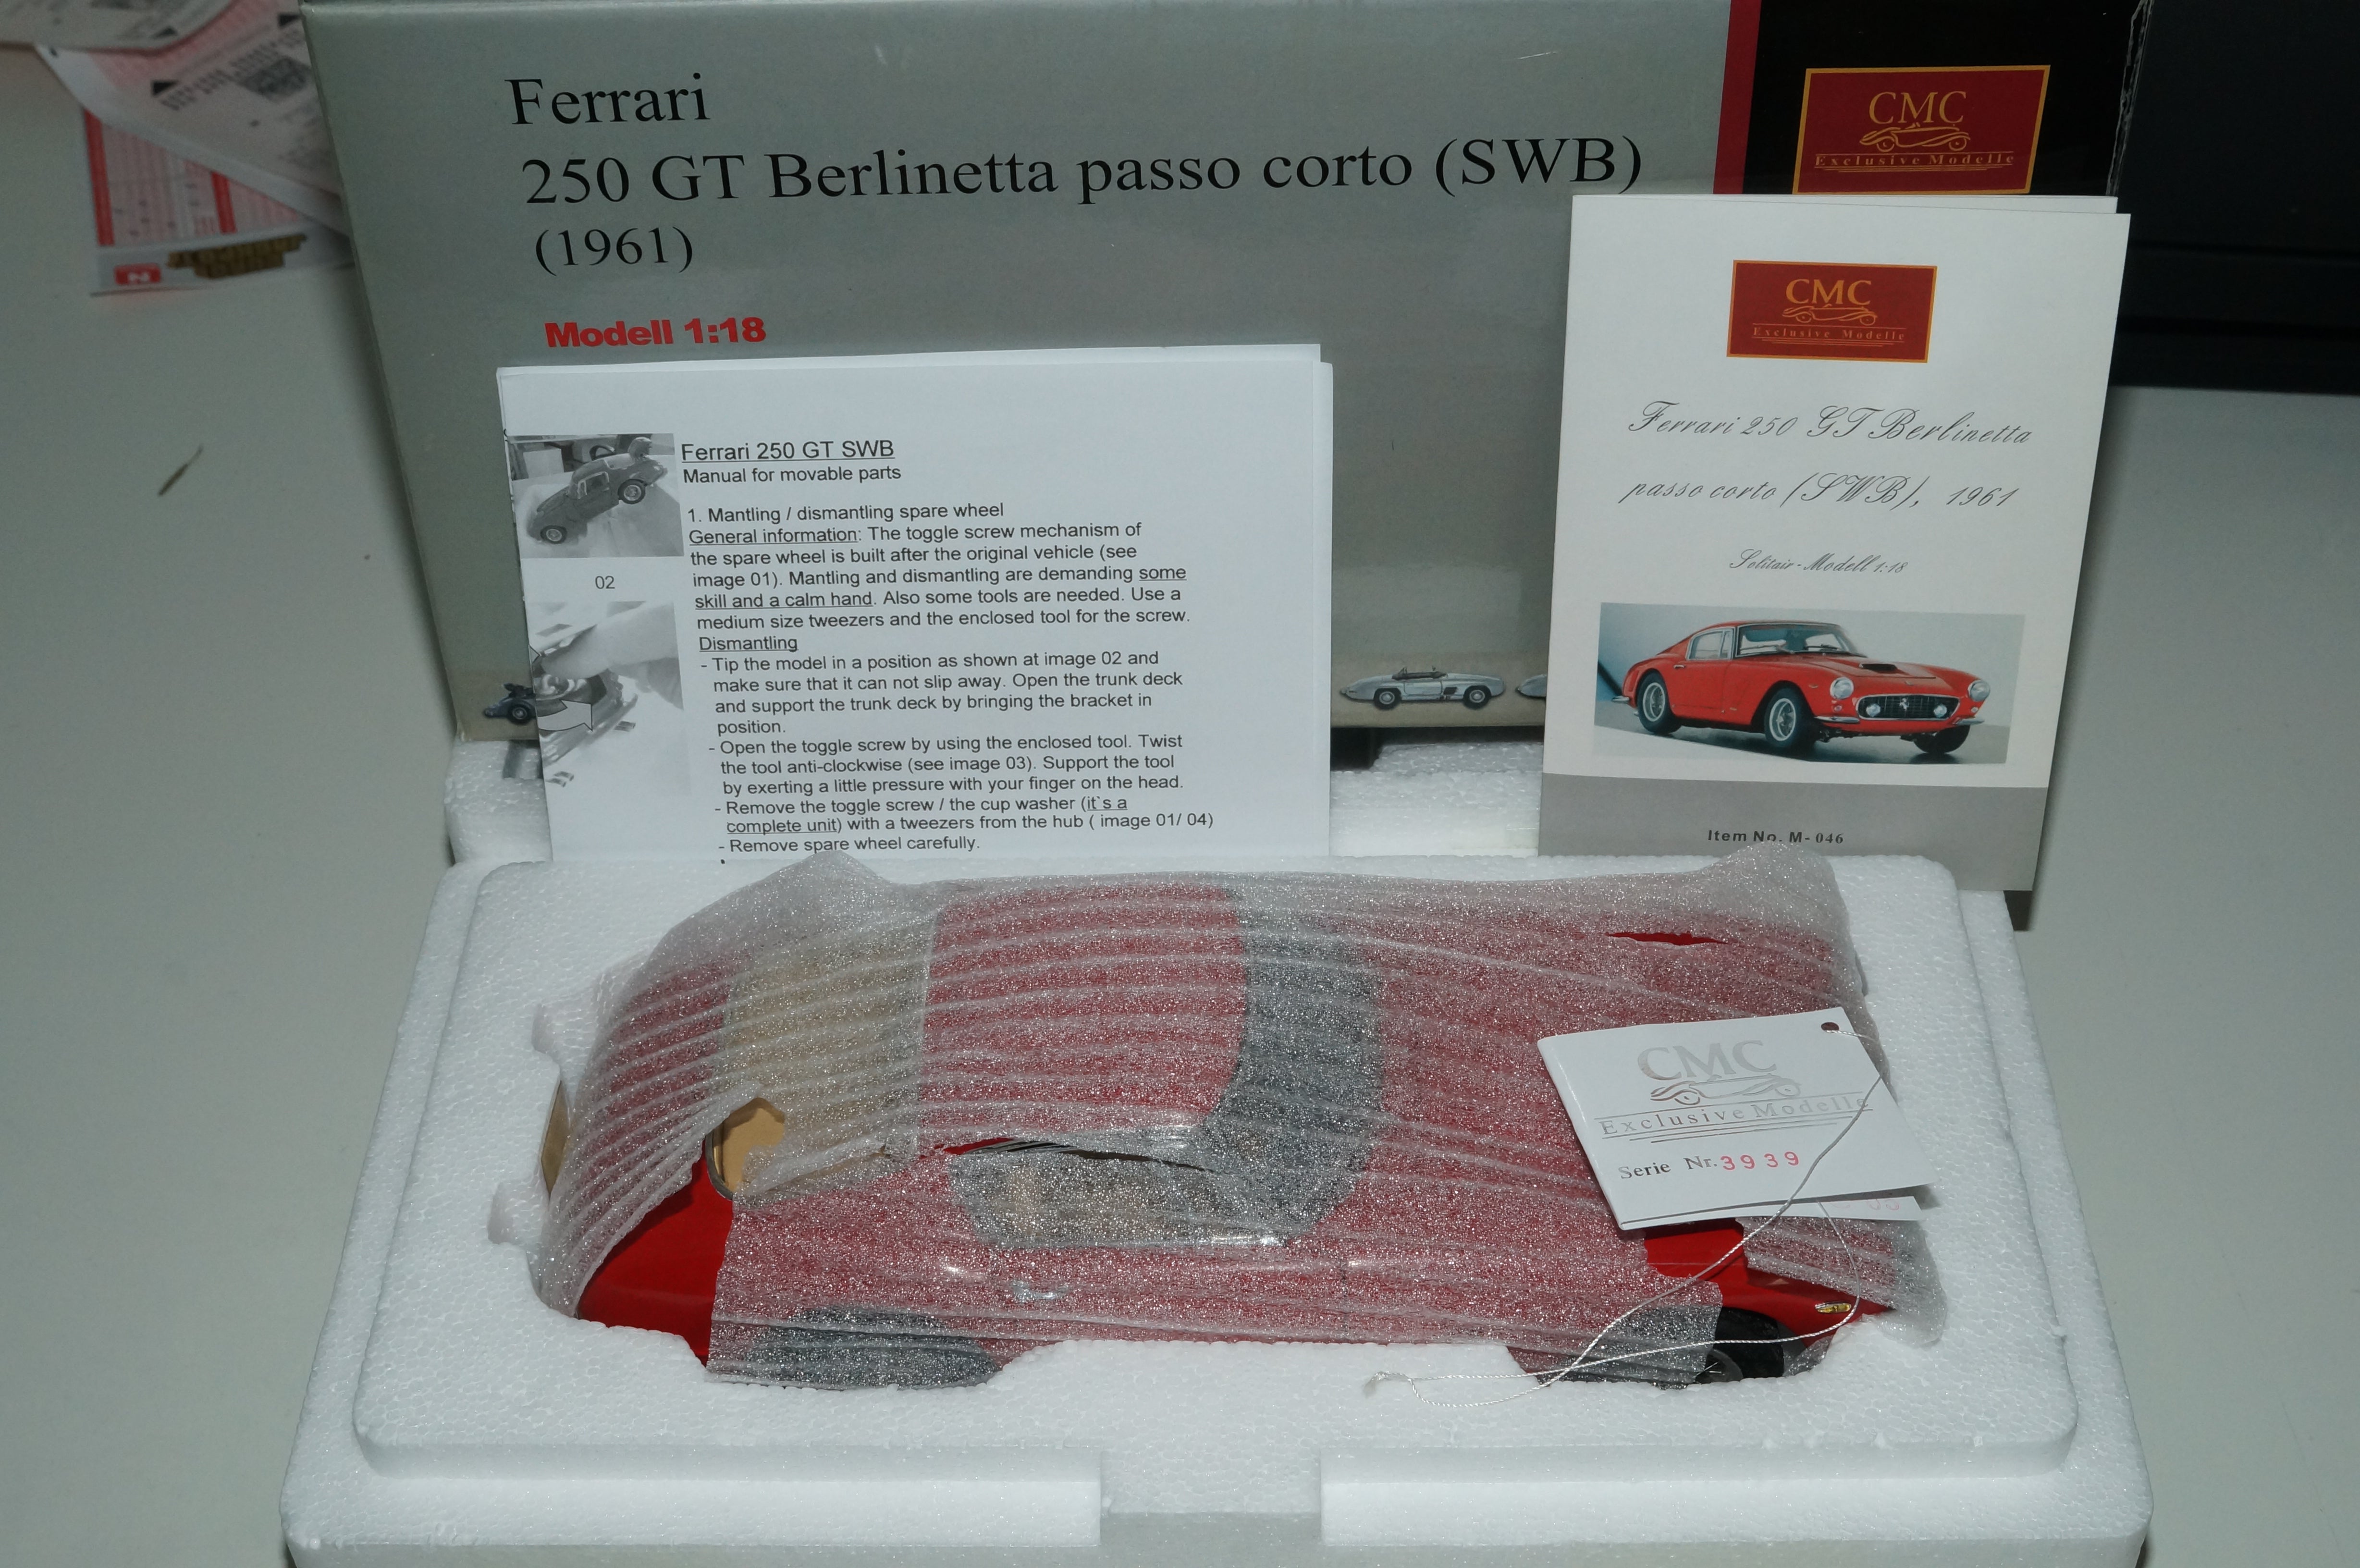 Ferrari
250 GT Berlinetta passo corto (SWB)
(1961)
Modell 1:18
CMC
Exclusive Modelle
CMC
Exclusive Modelle
Ferrari 250 GT Berlinetta
passo corto (SWB), 1961
Solitair-Modell 1:18
Item No. M-046
Ferrari 250 GT SWB
Manual for movable parts
1. Mantling / dismantling spare wheel
General information: The toggle screw mechanism of
the spare wheel is built after the original vehicle (see
image 01). Mantling and dismantling are demanding some
skill and a calm hand. Also some tools are needed. Use a
medium size tweezers and the enclosed tool for the screw.
Dismantling
- Tip the model in a position as shown at image 02 and
make sure that it can not slip away. Open the trunk deck
and support the trunk deck by bringing the bracket in
position.
- Open the toggle screw by using the enclosed tool. Twist
the tool anti-clockwise (see image 03). Support the tool
by exerting a little pressure with your finger on the head.
- Remove the toggle screw / the cup washer (it`s a
complete unit) with a tweezers from the hub ( image 01/ 04)
- Remove spare wheel carefully.
02
CMC
Exclusive Modelle
Serie Nr. 3939